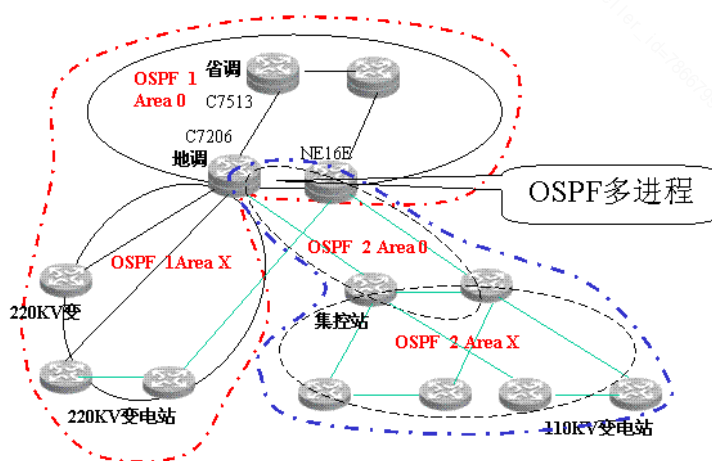 省调
OSPF 1
Area 0
C7513
C7206
地调
NE16E
OSPF多进程
OSPF 2 Area 0
OSPF 1Area X
220KV变
集控站
OSPF 2 Area X
220KV变电站
110KV变电站